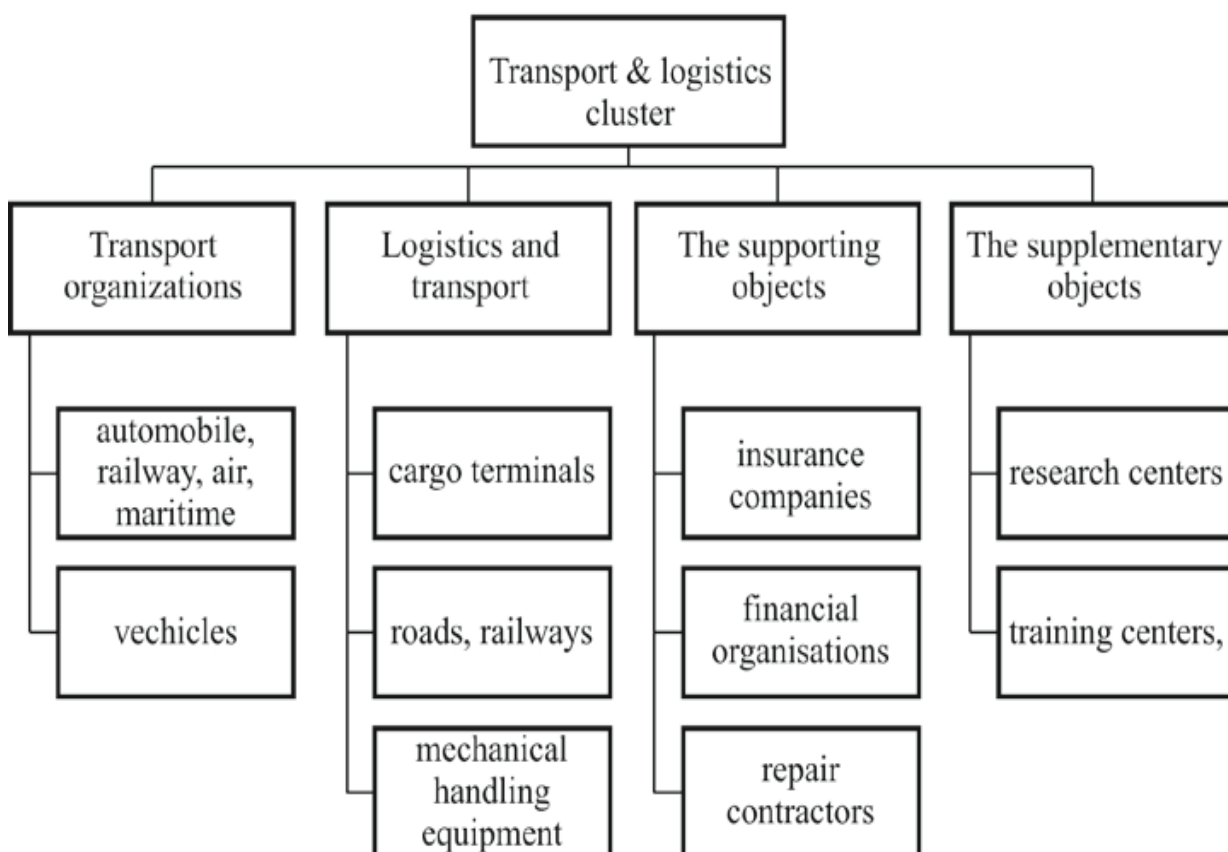 Transport & logistics
cluster
Transport
organizations
Logistics and
transport
The supporting
objects
The supplementary
objects
automobile,
railway, air,
maritime
cargo terminals
insurance
companies
research centers
vechicles
roads, railways
financial
organisations
training centers,
mechanical
handling
equipment
repair
contractors